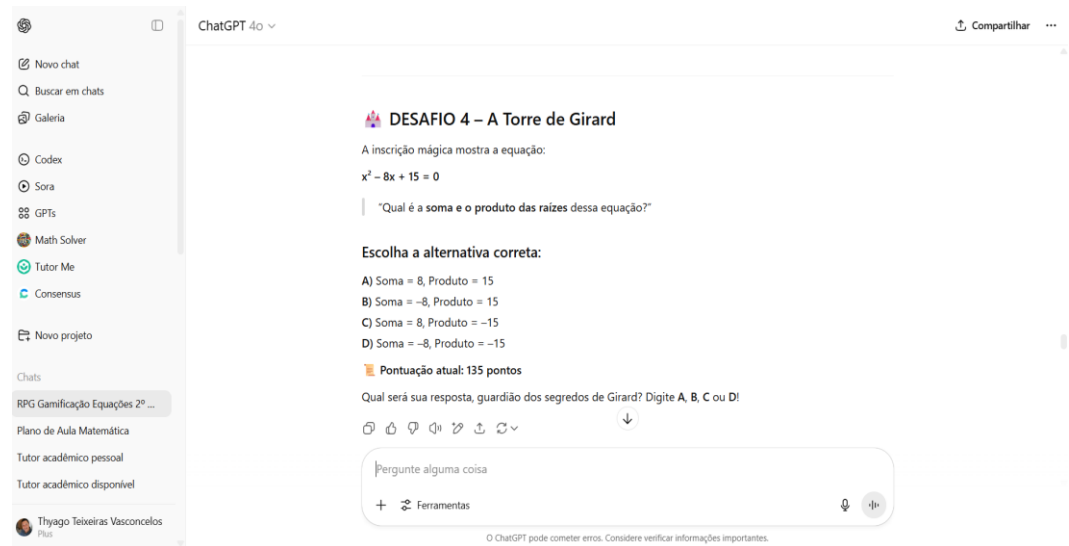 ChatGPT 4o
Compartilhar
Novo chat
Buscar em chats
Galeria
Codex
Sora
GPTs
Math Solver
Tutor Me
Consensus
Novo projeto
Chats
RPG Gamificação Equações 2º ...
Plano de Aula Matemática
Tutor acadêmico pessoal
Tutor acadêmico disponível
Thyago Teixeiras Vasconcelos
Plus
DESAFIO 4 – A Torre de Girard
A inscrição mágica mostra a equação:
x² – 8x + 15 = 0
"Qual é a soma e o produto das raízes dessa equação?"
Escolha a alternativa correta:
A) Soma = 8, Produto = 15
B) Soma = –8, Produto = 15
C) Soma = 8, Produto = –15
D) Soma = –8, Produto = –15
Pontuação atual: 135 pontos
Qual será sua resposta, guardião dos segredos de Girard? Digite A, B, C ou D!
Pergunte alguma coisa
Ferramentas
O ChatGPT pode cometer erros. Considere verificar informações importantes.